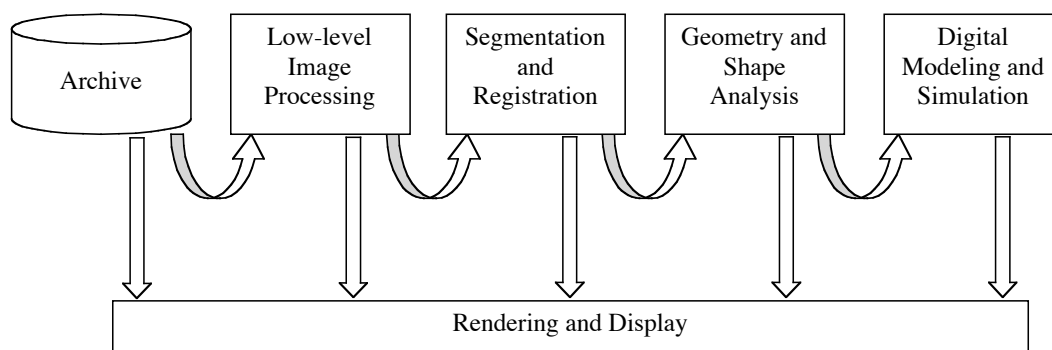 Archive
Low-level
Image
Processing
Segmentation
and
Registration
Geometry and
Shape
Analysis
Digital
Modeling and
Simulation
Rendering and Display